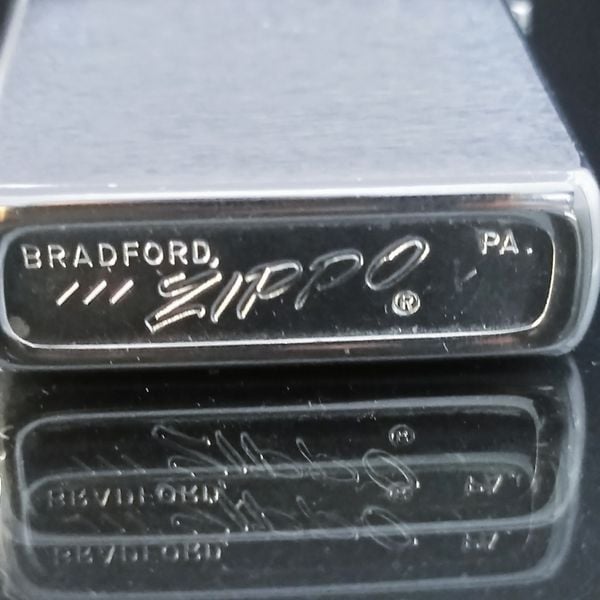 BRADFORD, PA.
/// ZIPPO ®